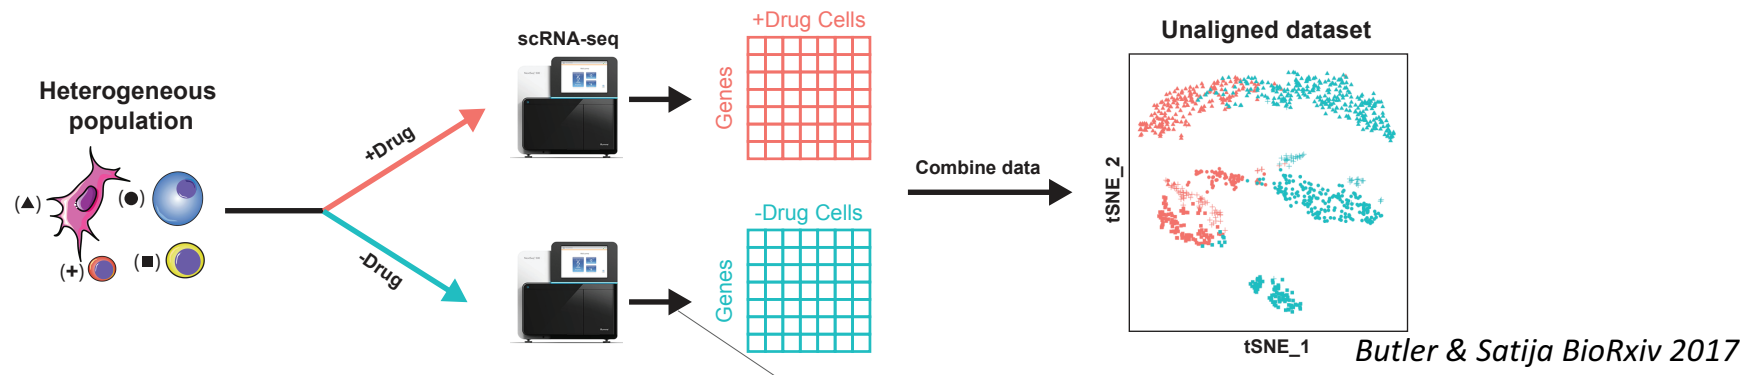 Heterogeneous
population
(▲)
(●)
(+)
(■)
+Drug
-Drug
scRNA-seq
+Drug Cells
Genes
-Drug Cells
Genes
Combine data
Unaligned dataset
tSNE_2
tSNE_1
Butler & Satija BioRxiv 2017